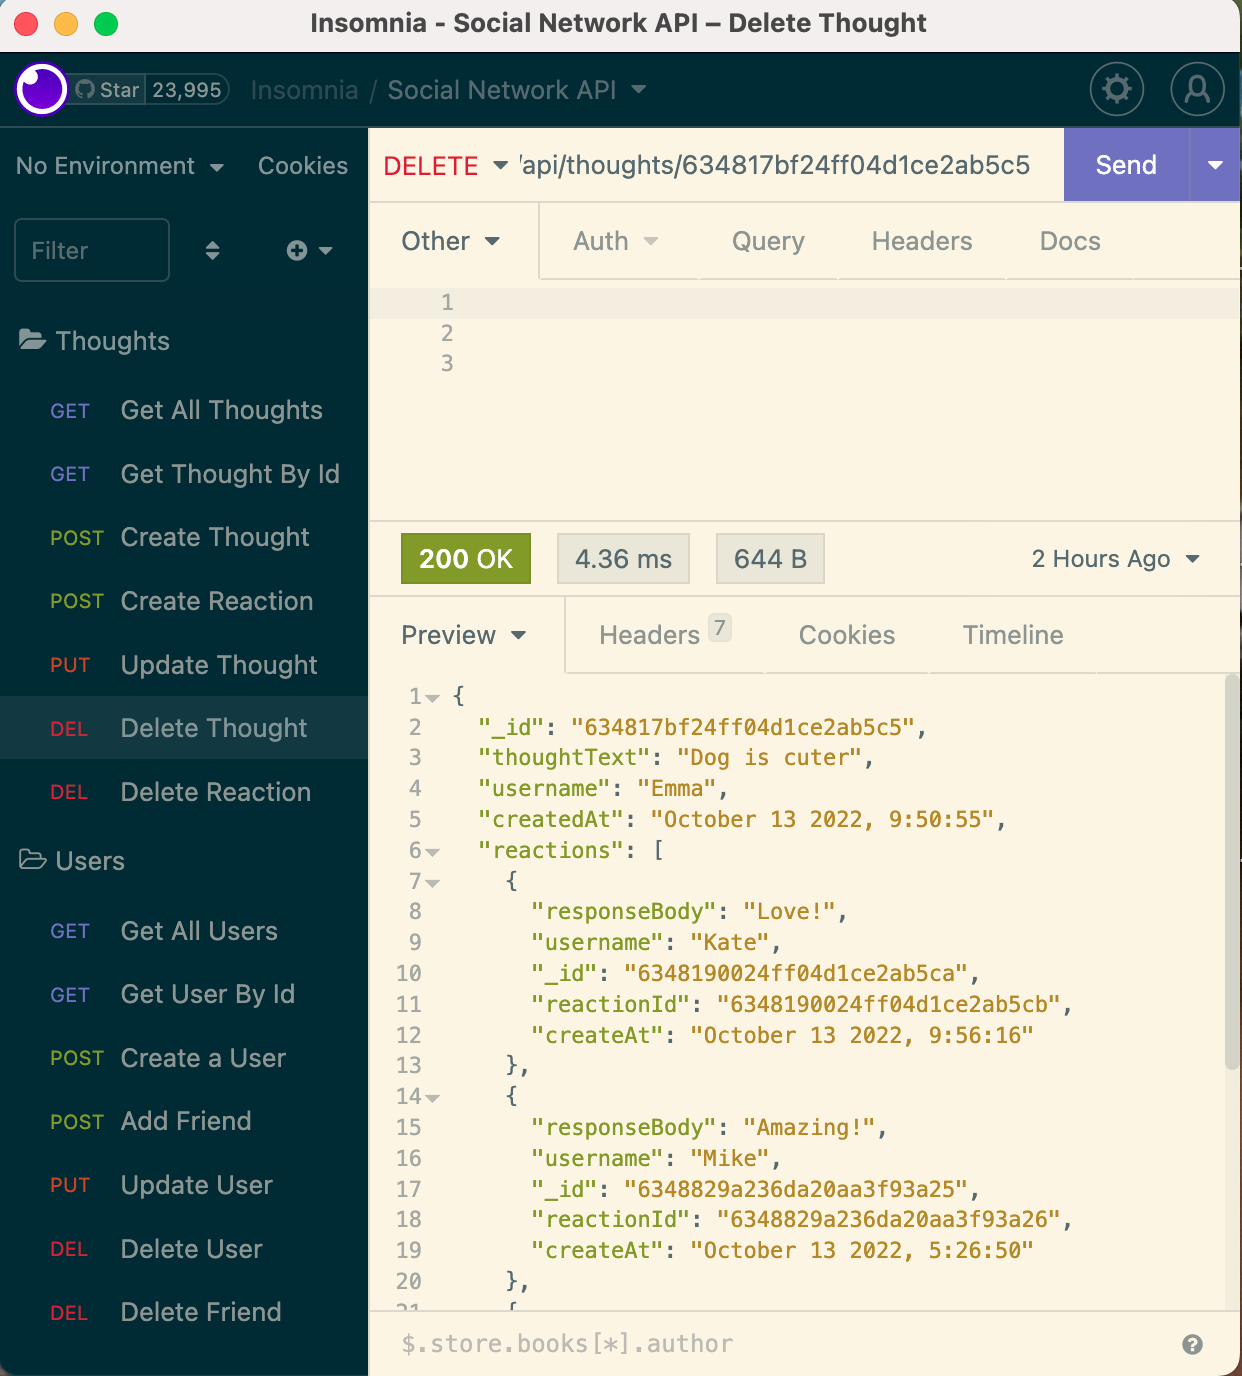 Insomnia - Social Network API – Delete Thought
Star 23,995 Insomnia / Social Network API
No Environment Cookies
Filter
Thoughts
GET Get All Thoughts
GET Get Thought By Id
POST Create Thought
POST Create Reaction
PUT Update Thought
DEL Delete Thought
DEL Delete Reaction
Users
GET Get All Users
GET Get User By Id
POST Create a User
POST Add Friend
PUT Update User
DEL Delete User
DEL Delete Friend
DELETE /api/thoughts/634817bf24ff04d1ce2ab5c5 Send
Other Auth Query Headers Docs
1
2
3
200 OK 4.36 ms 644 B 2 Hours Ago
Preview Headers 7 Cookies Timeline
1 {
2 "_id": "634817bf24ff04d1ce2ab5c5",
3 "thoughtText": "Dog is cuter",
4 "username": "Emma",
5 "createdAt": "October 13 2022, 9:50:55",
6 "reactions": [
7 {
8 "responseBody": "Love!",
9 "username": "Kate",
10 "_id": "6348190024ff04d1ce2ab5ca",
11 "reactionId": "6348190024ff04d1ce2ab5cb",
12 "createAt": "October 13 2022, 9:56:16"
13 },
14 {
15 "responseBody": "Amazing!",
16 "username": "Mike",
17 "_id": "6348829a236da20aa3f93a25",
18 "reactionId": "6348829a236da20aa3f93a26",
19 "createAt": "October 13 2022, 5:26:50"
20 },
21 {
$.store.books[*].author